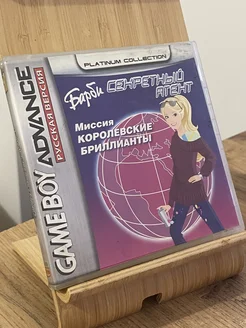 PLATINUM COLLECTION
Барби СЕКРЕТНЫЙ
АГЕНТ
Миссия
КОРОЛЕВСКИЕ
БРИЛЛИАНТЫ
GAME BOY ADVANCE
РУССКАЯ ВЕРСИЯ